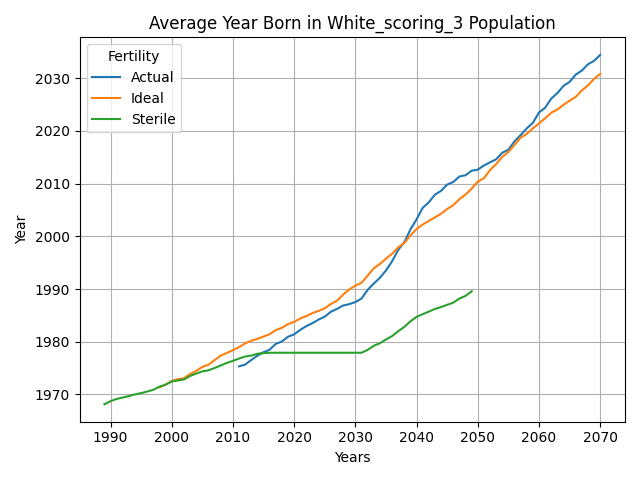 Average Year Born in White_scoring_3 Population
Fertility
Actual
Ideal
Sterile
Year
2030
2020
2010
2000
1990
1980
1970
1990 2000 2010 2020 2030 2040 2050 2060 2070
Years